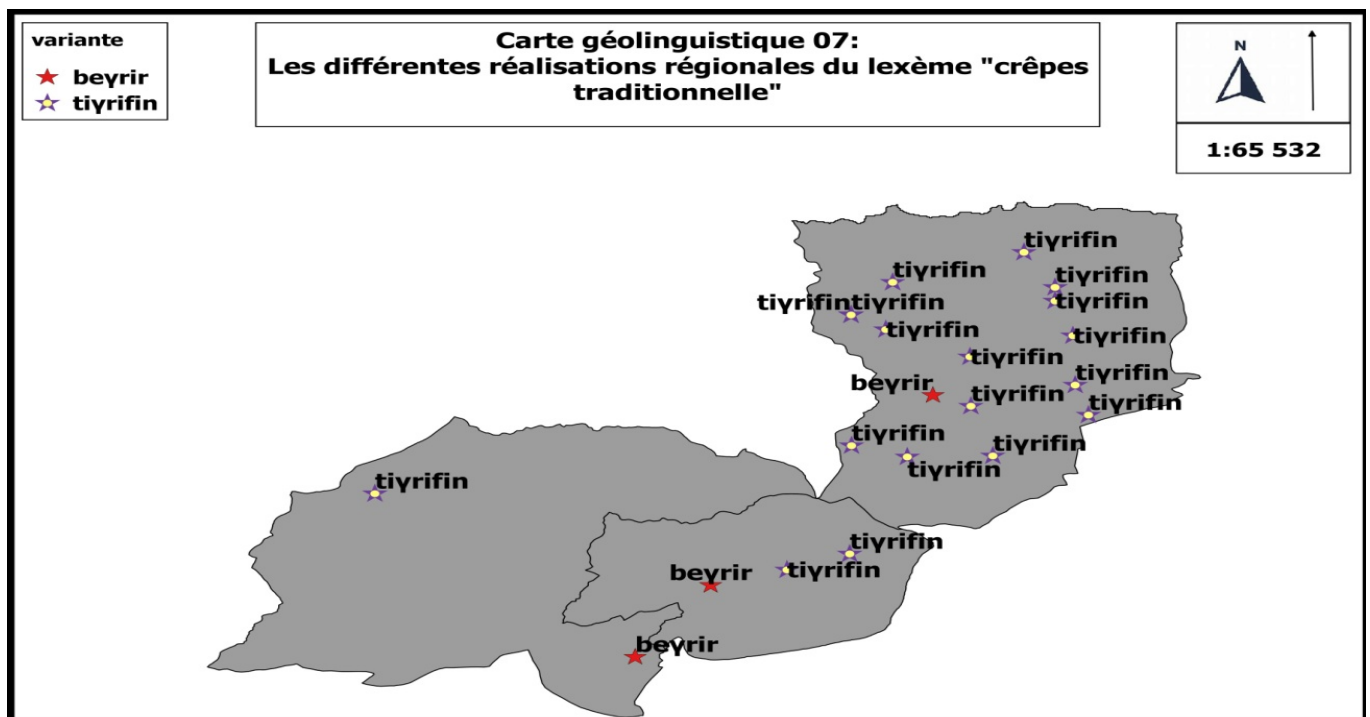 variante
beɣrir
tiɣrifin
Carte géolinguistique 07:
Les différentes réalisations régionales du lexème "crêpes
traditionnelle"
N
1:65 532
tiɣrifin
tiɣrifin
tiɣrifin
tiɣrifintiɣrifin
tiɣrifin
tiɣrifin
tiɣrifin
tiɣrifin
tiɣrifin
beɣrir
tiɣrifin
tiɣrifin
tiɣrifin
tiɣrifin
tiɣrifin
tiɣrifin
tiɣrifin
beɣrir
tiɣrifin
beɣrir